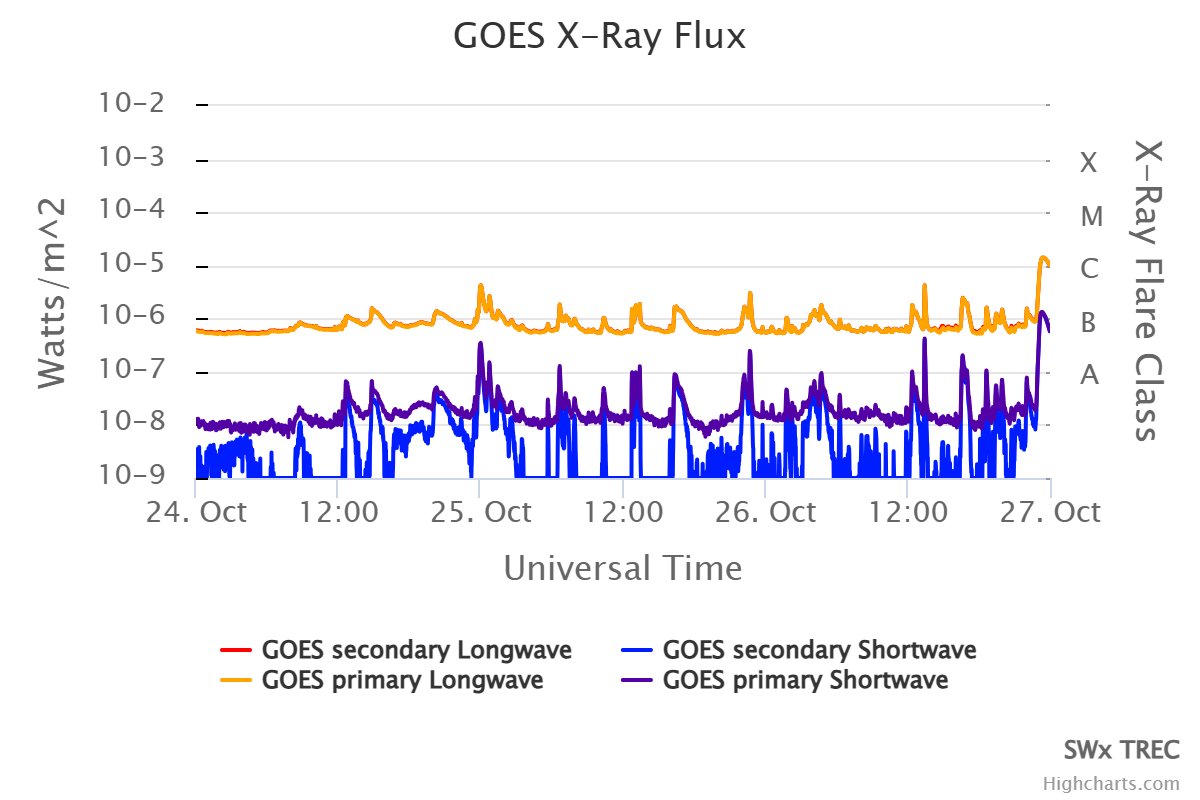 GOES X-Ray Flux
10-2
10-3
10-4
10-5
10-6
10-7
10-8
10-9
Watts/m^2
X
M
C
B
A
X-Ray Flare Class
24. Oct 12:00 25. Oct 12:00 26. Oct 12:00 27. Oct
Universal Time
GOES secondary Longwave GOES secondary Shortwave
GOES primary Longwave GOES primary Shortwave
SWx TREC
Highcharts.com